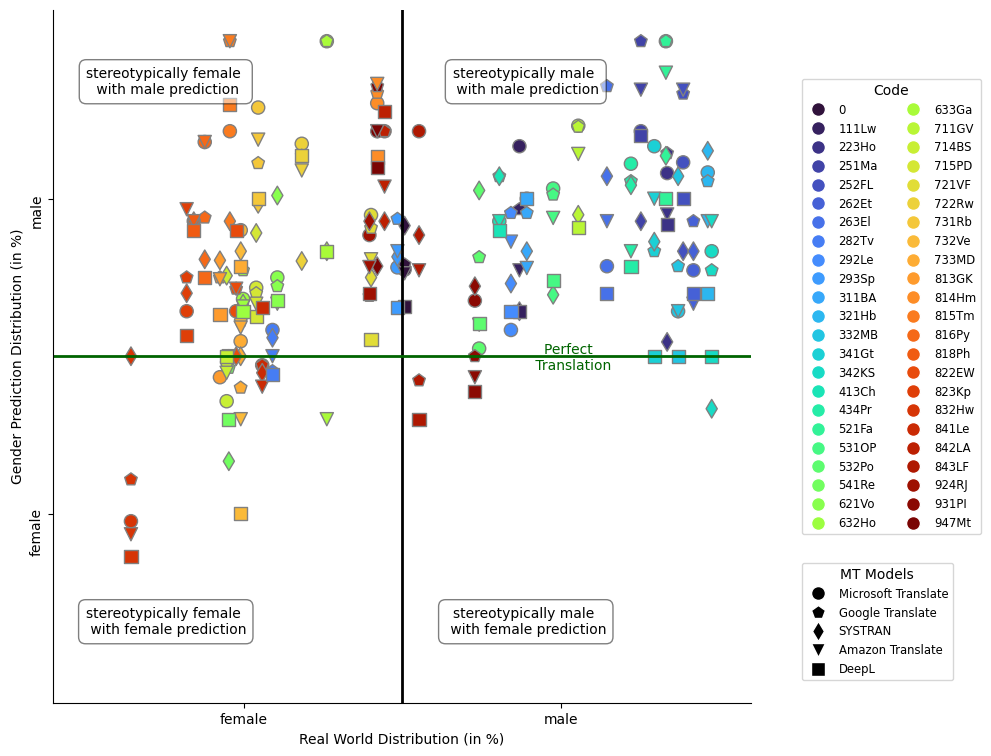 stereotypically female
with male prediction
stereotypically male
with male prediction
Gender Prediction Distribution (in %)
male
female
Perfect
Translation
stereotypically female
with female prediction
stereotypically male
with female prediction
female
male
Real World Distribution (in %)
Code
0
111Lw
223Ho
251Ma
252FL
262Et
263El
282Tv
292Le
293Sp
311BA
321Hb
332MB
341Gt
342KS
413Ch
434Pr
521Fa
531OP
532Po
541Re
621Vo
632Ho
633Ga
711GV
714BS
715PD
721VF
722Rw
731Rb
732Ve
733MD
813GK
814Hm
815Tm
816Py
818Ph
822EW
823Kp
832Hw
841Le
842LA
843LF
924RJ
931PI
947Mt
MT Models
Microsoft Translate
Google Translate
SYSTRAN
Amazon Translate
DeepL